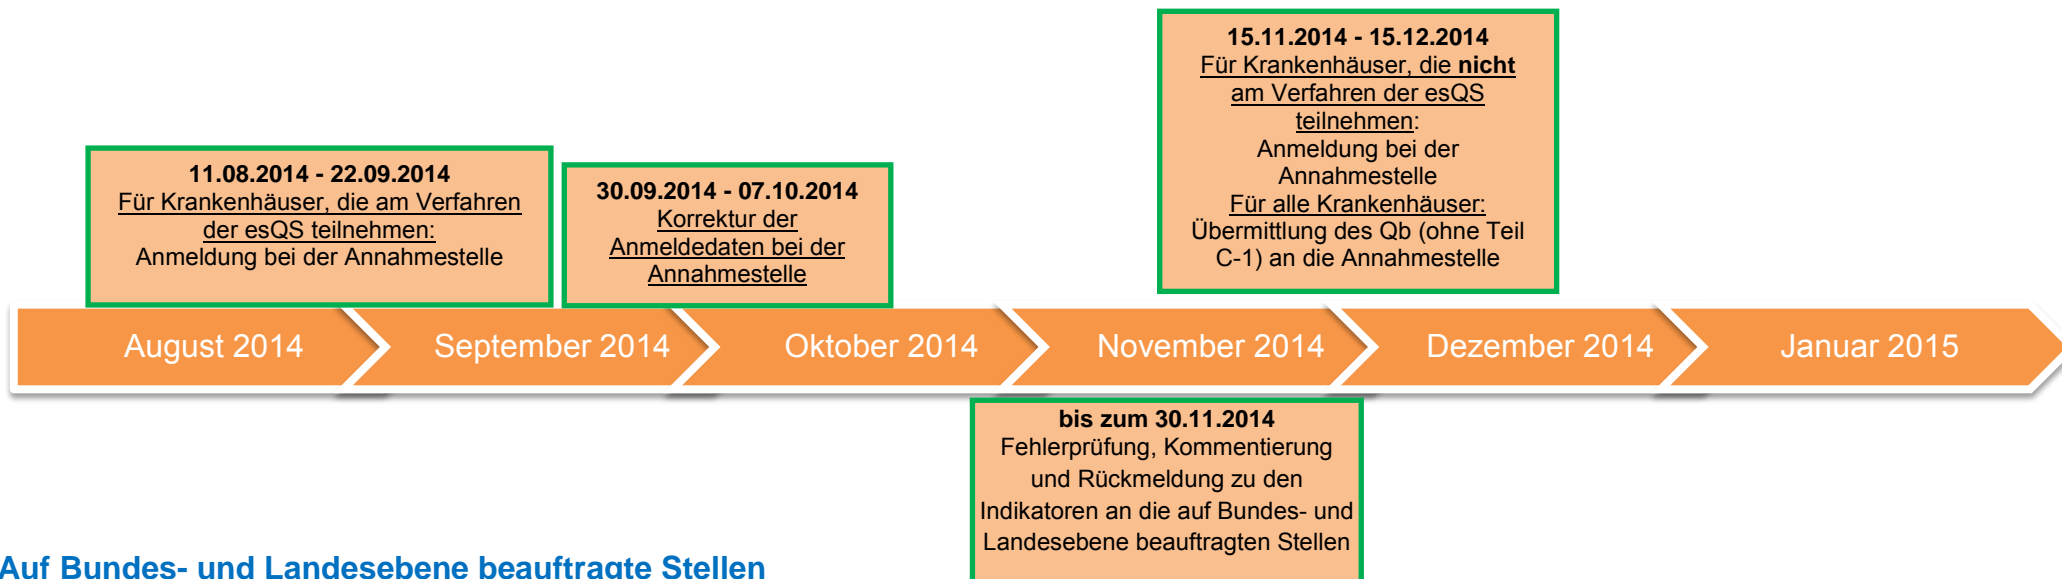 15.11.2014 - 15.12.2014
Für Krankenhäuser, die nicht
am Verfahren der esQS
teilnehmen:
Anmeldung bei der
Annahmestelle
Für alle Krankenhäuser:
Übermittlung des Qb (ohne Teil
C-1) an die Annahmestelle
11.08.2014 - 22.09.2014
Für Krankenhäuser, die am Verfahren
der esQS teilnehmen:
Anmeldung bei der Annahmestelle
30.09.2014 - 07.10.2014
Korrektur der
Anmeldedaten bei der
Annahmestelle
August 2014
September 2014
Oktober 2014
November 2014
Dezember 2014
Januar 2015
bis zum 30.11.2014
Fehlerprüfung, Kommentierung
und Rückmeldung zu den
Indikatoren an die auf Bundes- und
Landesebene beauftragten Stellen
Auf Bundes- und Landesebene beauftragte Stellen